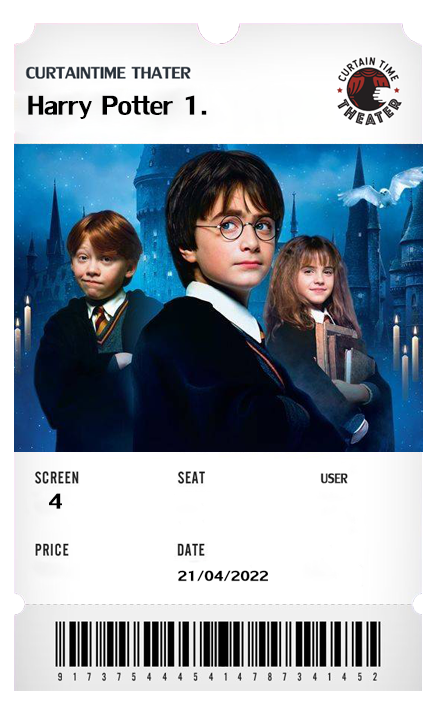 CURTAINTIME THATER
Harry Potter 1.
CURTAIN TIME
THEATER
SCREEN SEAT USER
4
PRICE DATE
21/04/2022
9 1 7 3 7 5 4 4 4 5 4 1 4 7 8 7 3 4 1 4 5 2